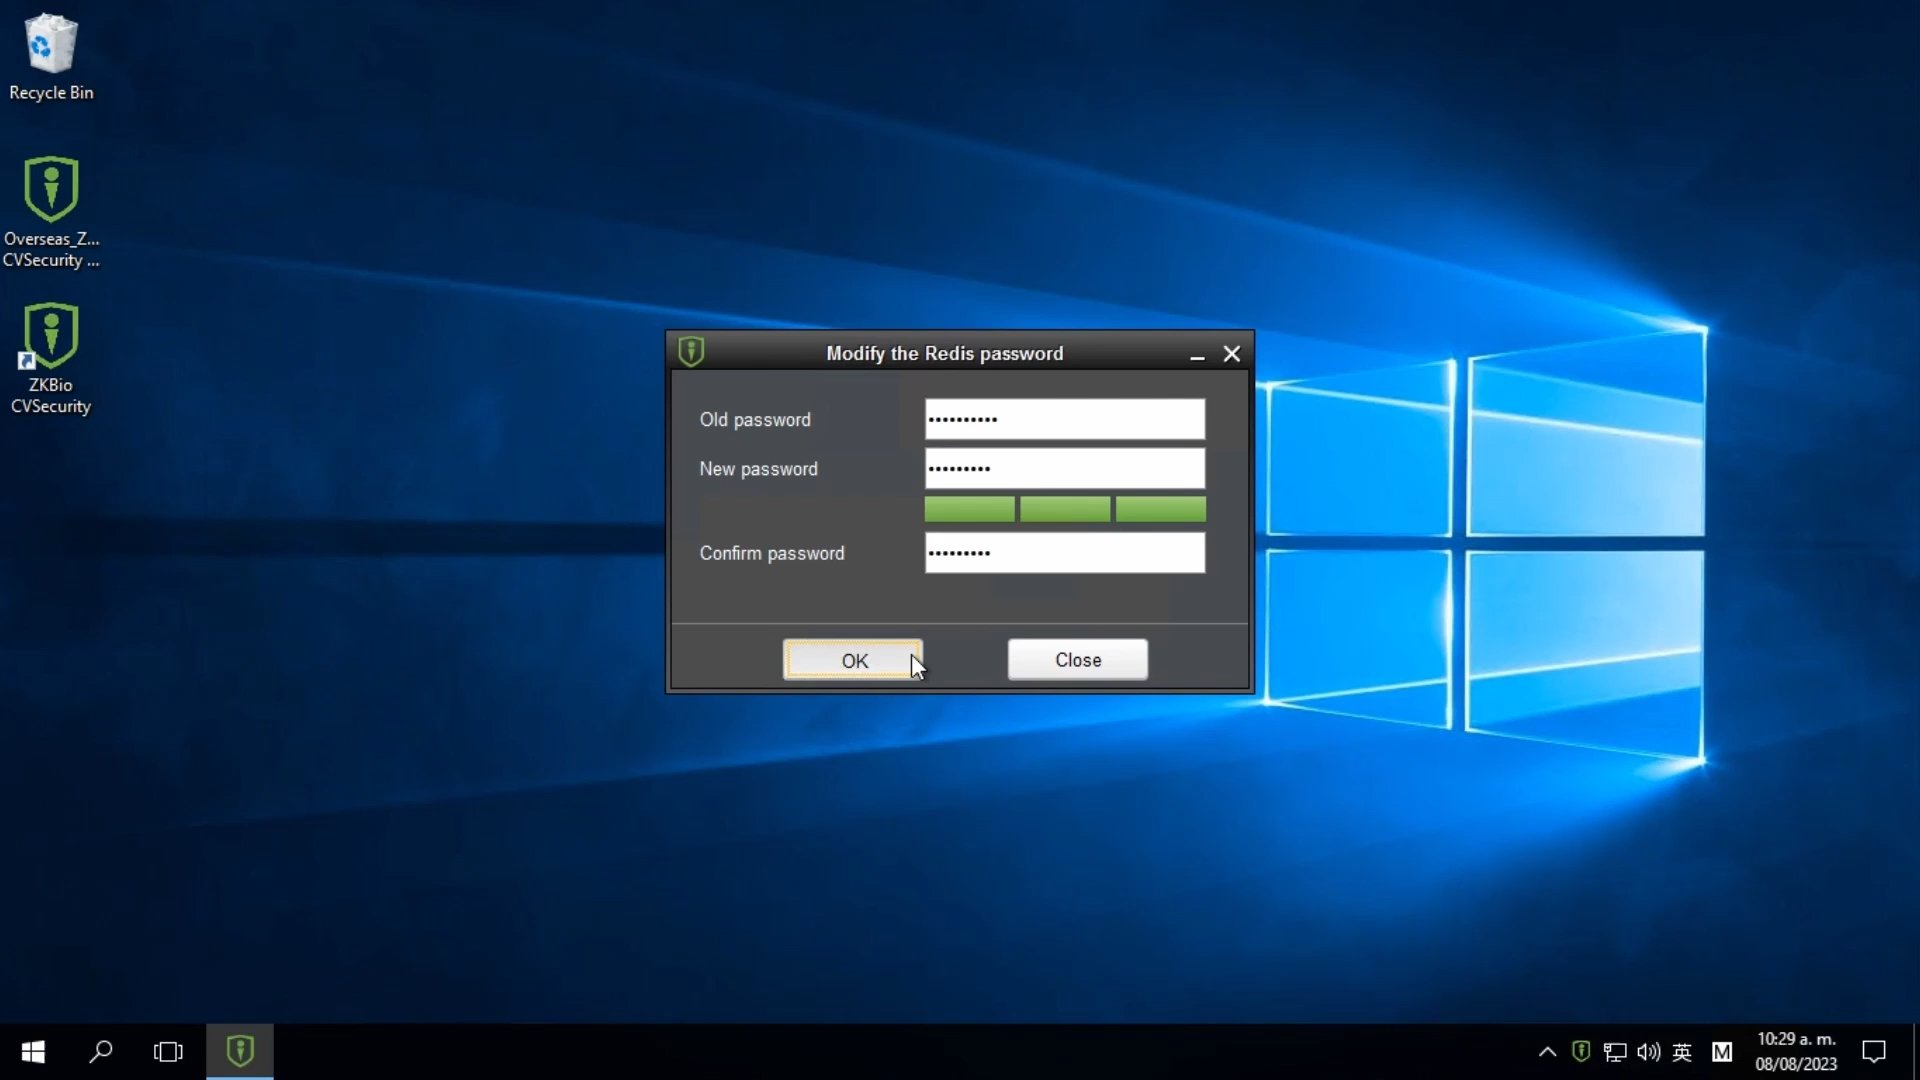 Recycle Bin
Overseas_Z...
CVSecurity ...
ZKBio
CVSecurity
Modify the Redis password
Old password
••••••••••
New password
•••••••••
Confirm password
•••••••••
OK
Close
英
M
10:29 a. m.
08/08/2023